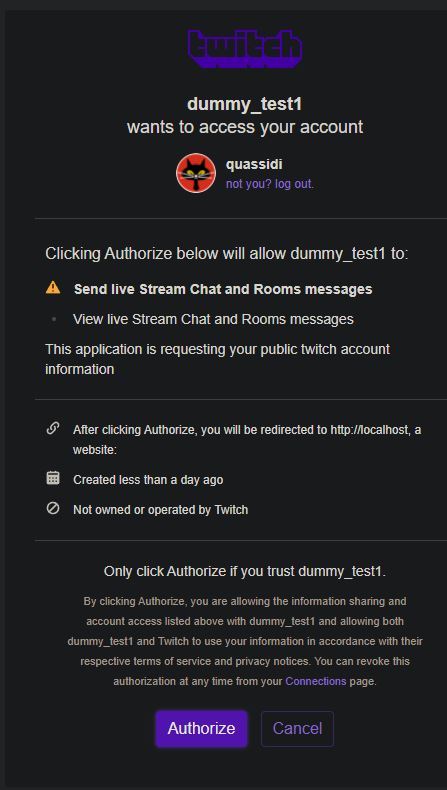 twitch
dummy_test1
wants to access your account
quassidi
not you? log out.
Clicking Authorize below will allow dummy_test1 to:
Send live Stream Chat and Rooms messages
View live Stream Chat and Rooms messages
This application is requesting your public twitch account
information
After clicking Authorize, you will be redirected to http://localhost, a
website:
Created less than a day ago
Not owned or operated by Twitch
Only click Authorize if you trust dummy_test1.
By clicking Authorize, you are allowing the information sharing and
account access listed above with dummy_test1 and allowing both
dummy_test1 and Twitch to use your information in accordance with their
respective terms of service and privacy notices. You can revoke this
authorization at any time from your Connections page.
Authorize
Cancel